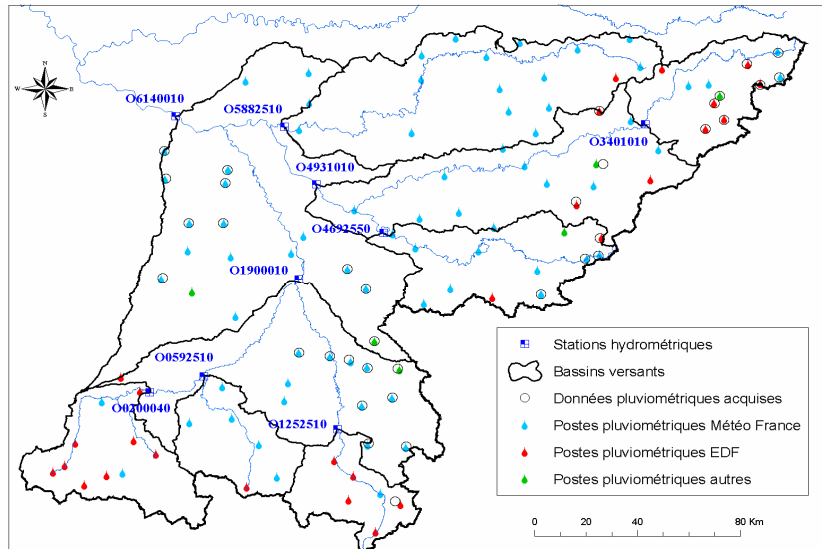 N
W
E
S
O6140010
O5882510
O3401010
O4931010
O4692550
O1900010
O0592510
O0200040
O1252510
Stations hydrométriques
Bassins versants
Données pluviométriques acquises
Postes pluviométriques Météo France
Postes pluviométriques EDF
Postes pluviométriques autres
0 20 40 80 Km